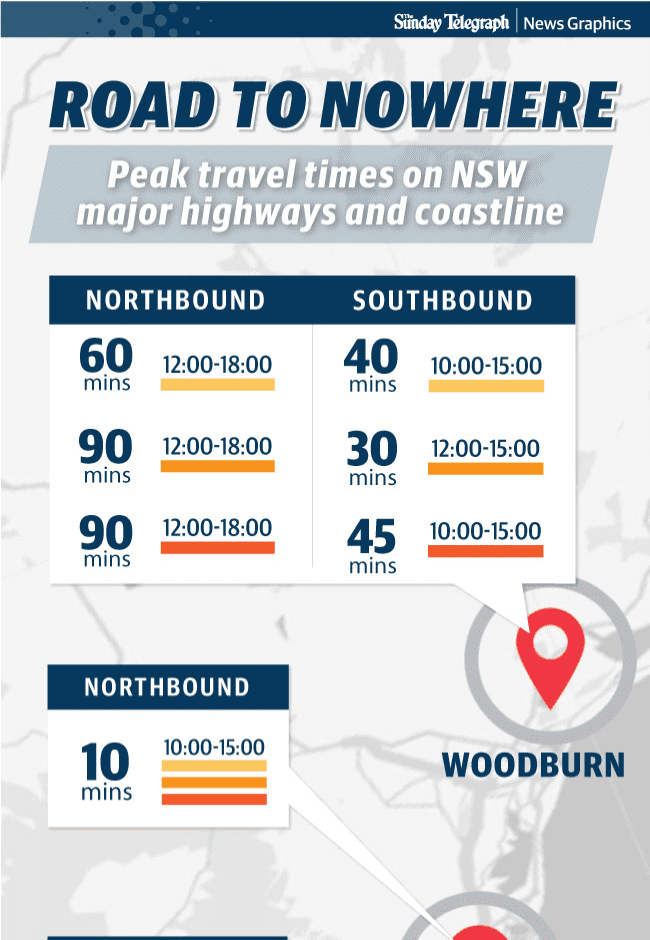 The Sunday Telegraph News Graphics
ROAD TO NOWHERE
Peak travel times on NSW
major highways and coastline
NORTHBOUND
60
mins
12:00-18:00
90
mins
12:00-18:00
90
mins
12:00-18:00
SOUTHBOUND
40
mins
10:00-15:00
30
mins
12:00-15:00
45
mins
10:00-15:00
WOODBURN
NORTHBOUND
10
mins
10:00-15:00